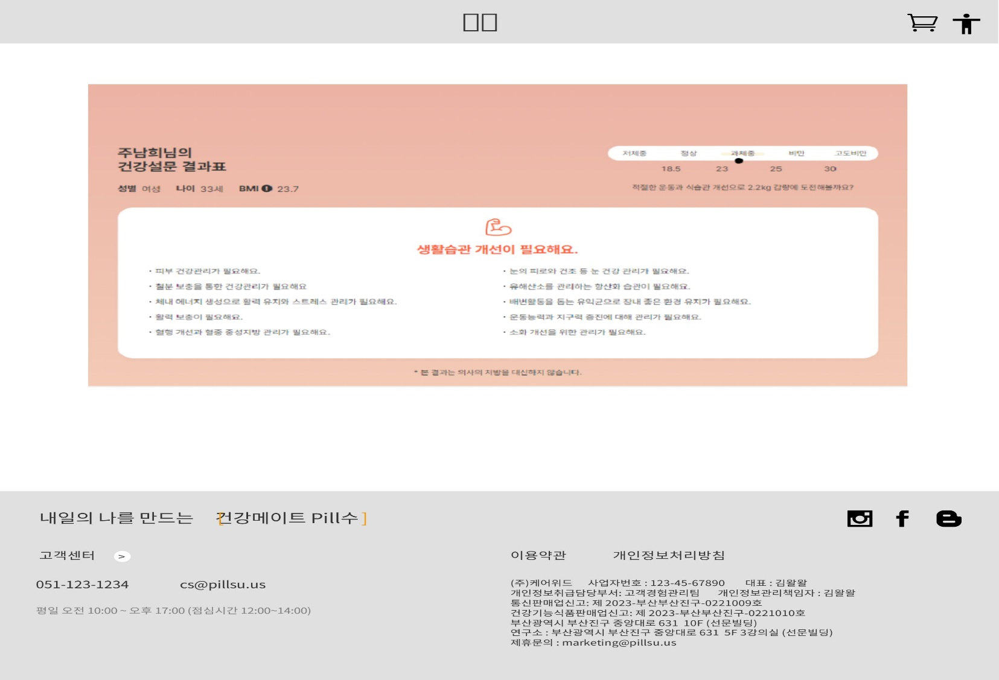 주남희님의
건강설문 결과표
성별 여성 나이 33세 BMI 23.7
저체중 정상 과체중 비만 고도비만
18.5 23 25 30
적절한 운동과 식습관 개선으로 2.2kg 감량에 도전해볼까요?
생활습관 개선이 필요해요.
· 피부 건강관리가 필요해요.
· 철분 보충을 통한 건강관리가 필요해요
· 체내 에너지 생성으로 활력 유지와 스트레스 관리가 필요해요.
· 활력 보충이 필요해요.
· 혈행 개선과 혈중 중성지방 관리가 필요해요.
· 눈의 피로와 건조 등 눈 건강 관리가 필요해요.
· 유해산소를 관리하는 항산화 습관이 필요해요.
· 배변활동을 돕는 유익균으로 장내 좋은 환경 유지가 필요해요.
· 운동능력과 지구력 증진에 대해 관리가 필요해요.
· 소화 개선을 위한 관리가 필요해요.
* 본 결과는 의사의 처방을 대신하지 않습니다.
내일의 나를 만드는 [건강메이트 Pill수]
고객센터 >
051-123-1234 cs@pillsu.us
평일 오전 10:00 ~ 오후 17:00 (점심시간 12:00~14:00)
이용약관 개인정보처리방침
(주)케어위드 사업자번호 : 123-45-67890 대표 : 김왈왈
개인정보취급담당부서: 고객경험관리팀 개인정보관리책임자 : 김왈왈
통신판매업신고: 제 2023-부산부산진구-0221009호
건강기능식품판매업신고: 제 2023-부산부산진구-0221010호
부산광역시 부산진구 중앙대로 631 10F (선문빌딩)
연구소 : 부산광역시 부산진구 중앙대로 631 5F 3강의실 (선문빌딩)
제휴문의 : marketing@pillsu.us